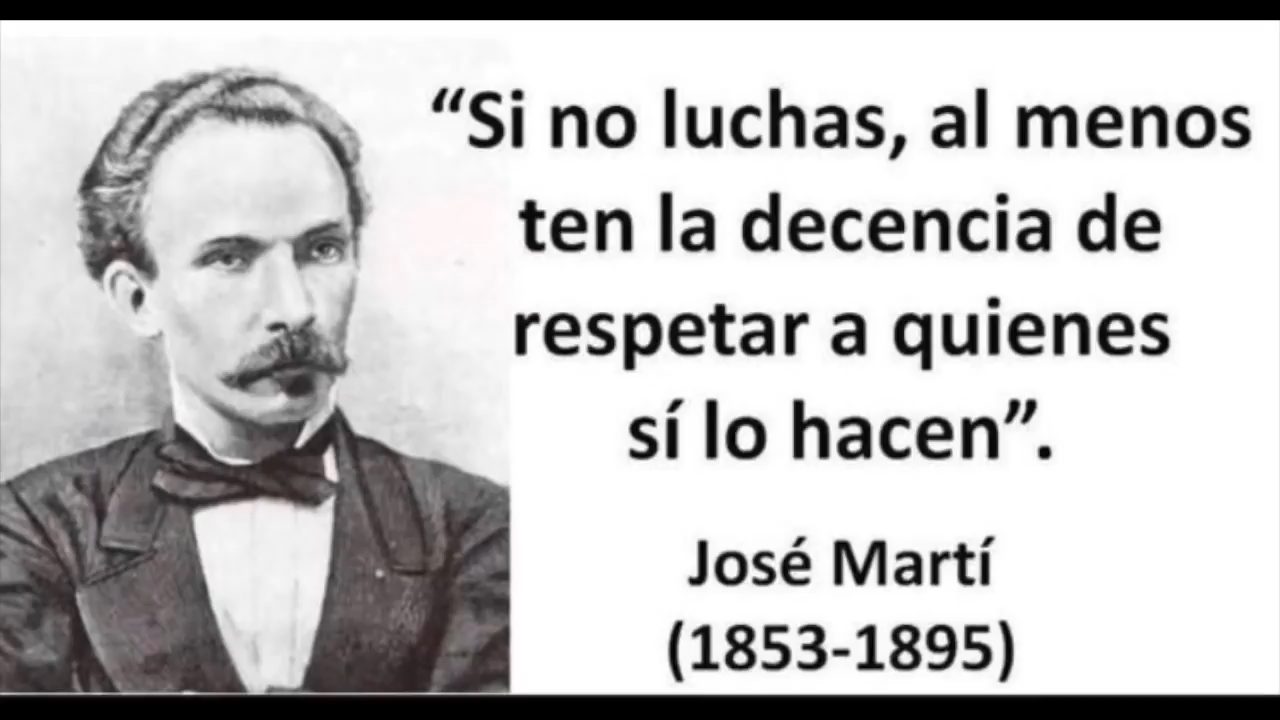 “Si no luchas, al menos
ten la decencia de
respetar a quienes
sí lo hacen”.
José Martí
(1853-1895)